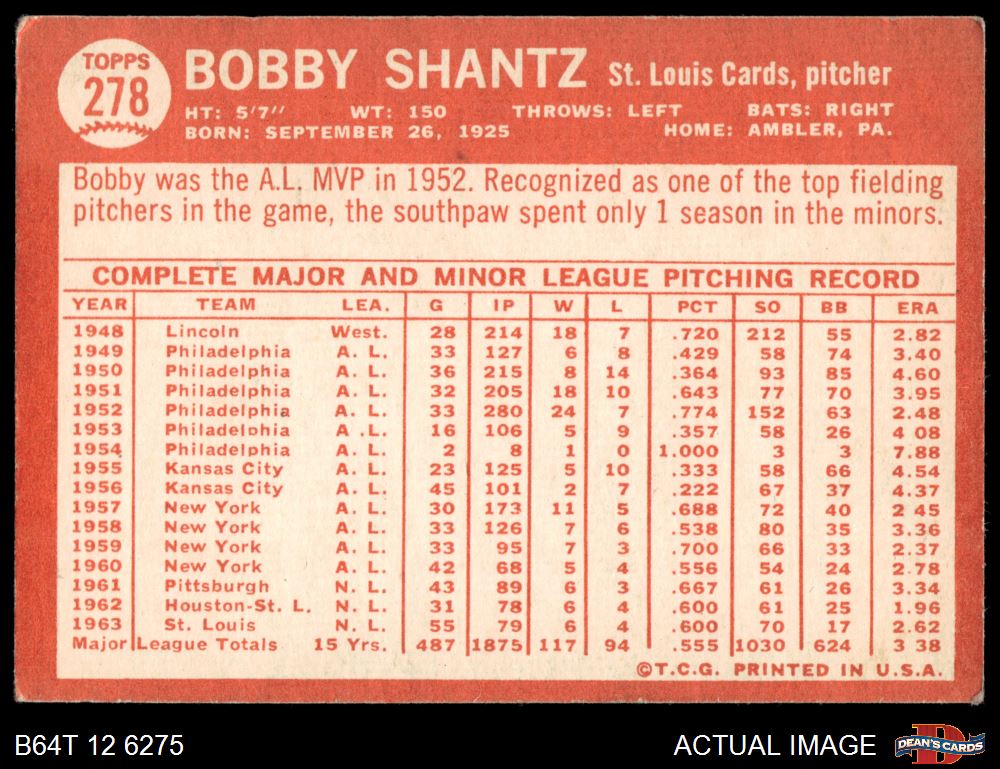 TOPPS
278
BOBBY SHANTZ St. Louis Cards, pitcher
HT: 5'7" WT: 150 THROWS: LEFT BATS: RIGHT
BORN: SEPTEMBER 26, 1925 HOME: AMBLER, PA.
Bobby was the A.L. MVP in 1952. Recognized as one of the top fielding
pitchers in the game, the southpaw spent only 1 season in the minors.
COMPLETE MAJOR AND MINOR LEAGUE PITCHING RECORD
YEAR TEAM LEA. G IP W L PCT SO BB ERA
1948 Lincoln West. 28 214 18 7 .720 212 55 2.82
1949 Philadelphia A. L. 33 127 6 8 .429 58 74 3.40
1950 Philadelphia A. L. 36 215 8 14 .364 93 85 4.60
1951 Philadelphia A. L. 32 205 18 10 .643 77 70 3.95
1952 Philadelphia A. L. 33 280 24 7 .774 152 63 2.48
1953 Philadelphia A .L. 16 106 5 9 .357 58 26 4 08
1954 Philadelphia A. L. 2 8 1 0 1.000 3 3 7.88
1955 Kansas City A. L. 23 125 5 10 .333 58 66 4.54
1956 Kansas City A. L. 45 101 2 7 .222 67 37 4.37
1957 New York A. L. 30 173 11 5 .688 72 40 2 45
1958 New York A. L. 33 126 7 6 .538 80 35 3.36
1959 New York A. L. 33 95 7 3 .700 66 33 2.37
1960 New York A. L. 42 68 5 4 .556 54 24 2.78
1961 Pittsburgh N. L. 43 89 6 3 .667 61 26 3.34
1962 Houston-St. L. N. L. 31 78 6 4 .600 61 25 1.96
1963 St. Louis N. L. 55 79 6 4 .600 70 17 2.62
Major League Totals 15 Yrs. 487 1875 117 94 .555 1030 624 3 38
©T.C.G. PRINTED IN U.S.A.
B64T 12 6275 ACTUAL IMAGE DEAN'S CARDS